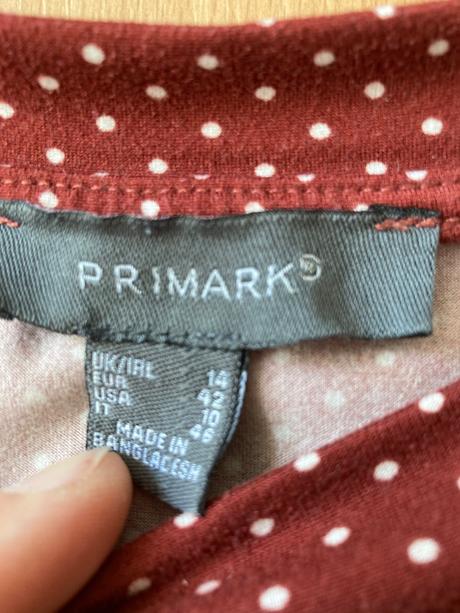 PRIMARK®
UK/IRL 14
EUR 42
USA 10
IT 46
MADE IN
BANGLADESH